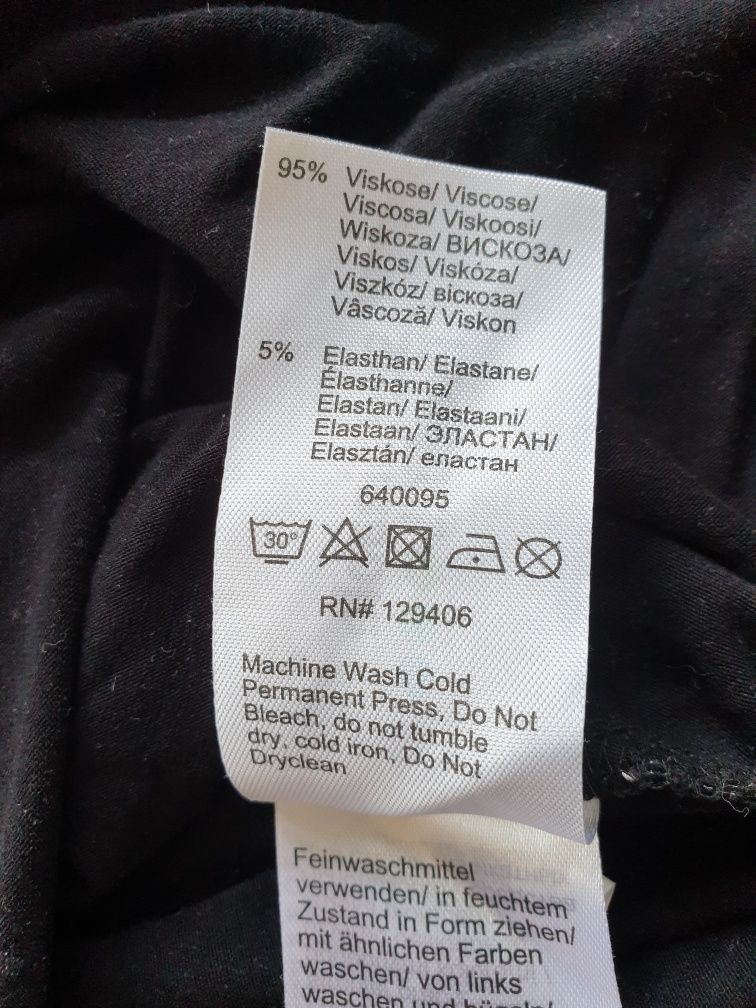 95% Viskose/ Viscose/
Viscosa/ Viskoosi/
Wiskoza/ ВИСКОЗА/
Viskos/ Viskóza/
Viszkóz/ віскоза/
Vâscoză/ Viskon
5% Elasthan/ Elastane/
Élasthanne/
Elastan/ Elastaani/
Elastaan/ ЭЛАСТАН/
Elasztán/ еластан
640095
30°
RN# 129406
Machine Wash Cold
Permanent Press, Do Not
Bleach, do not tumble
dry, cold iron, Do Not
Dryclean
Feinwaschmittel
verwenden/ in feuchtem
Zustand in Form ziehen/
mit ähnlichen Farben
waschen/ von links
waschen und